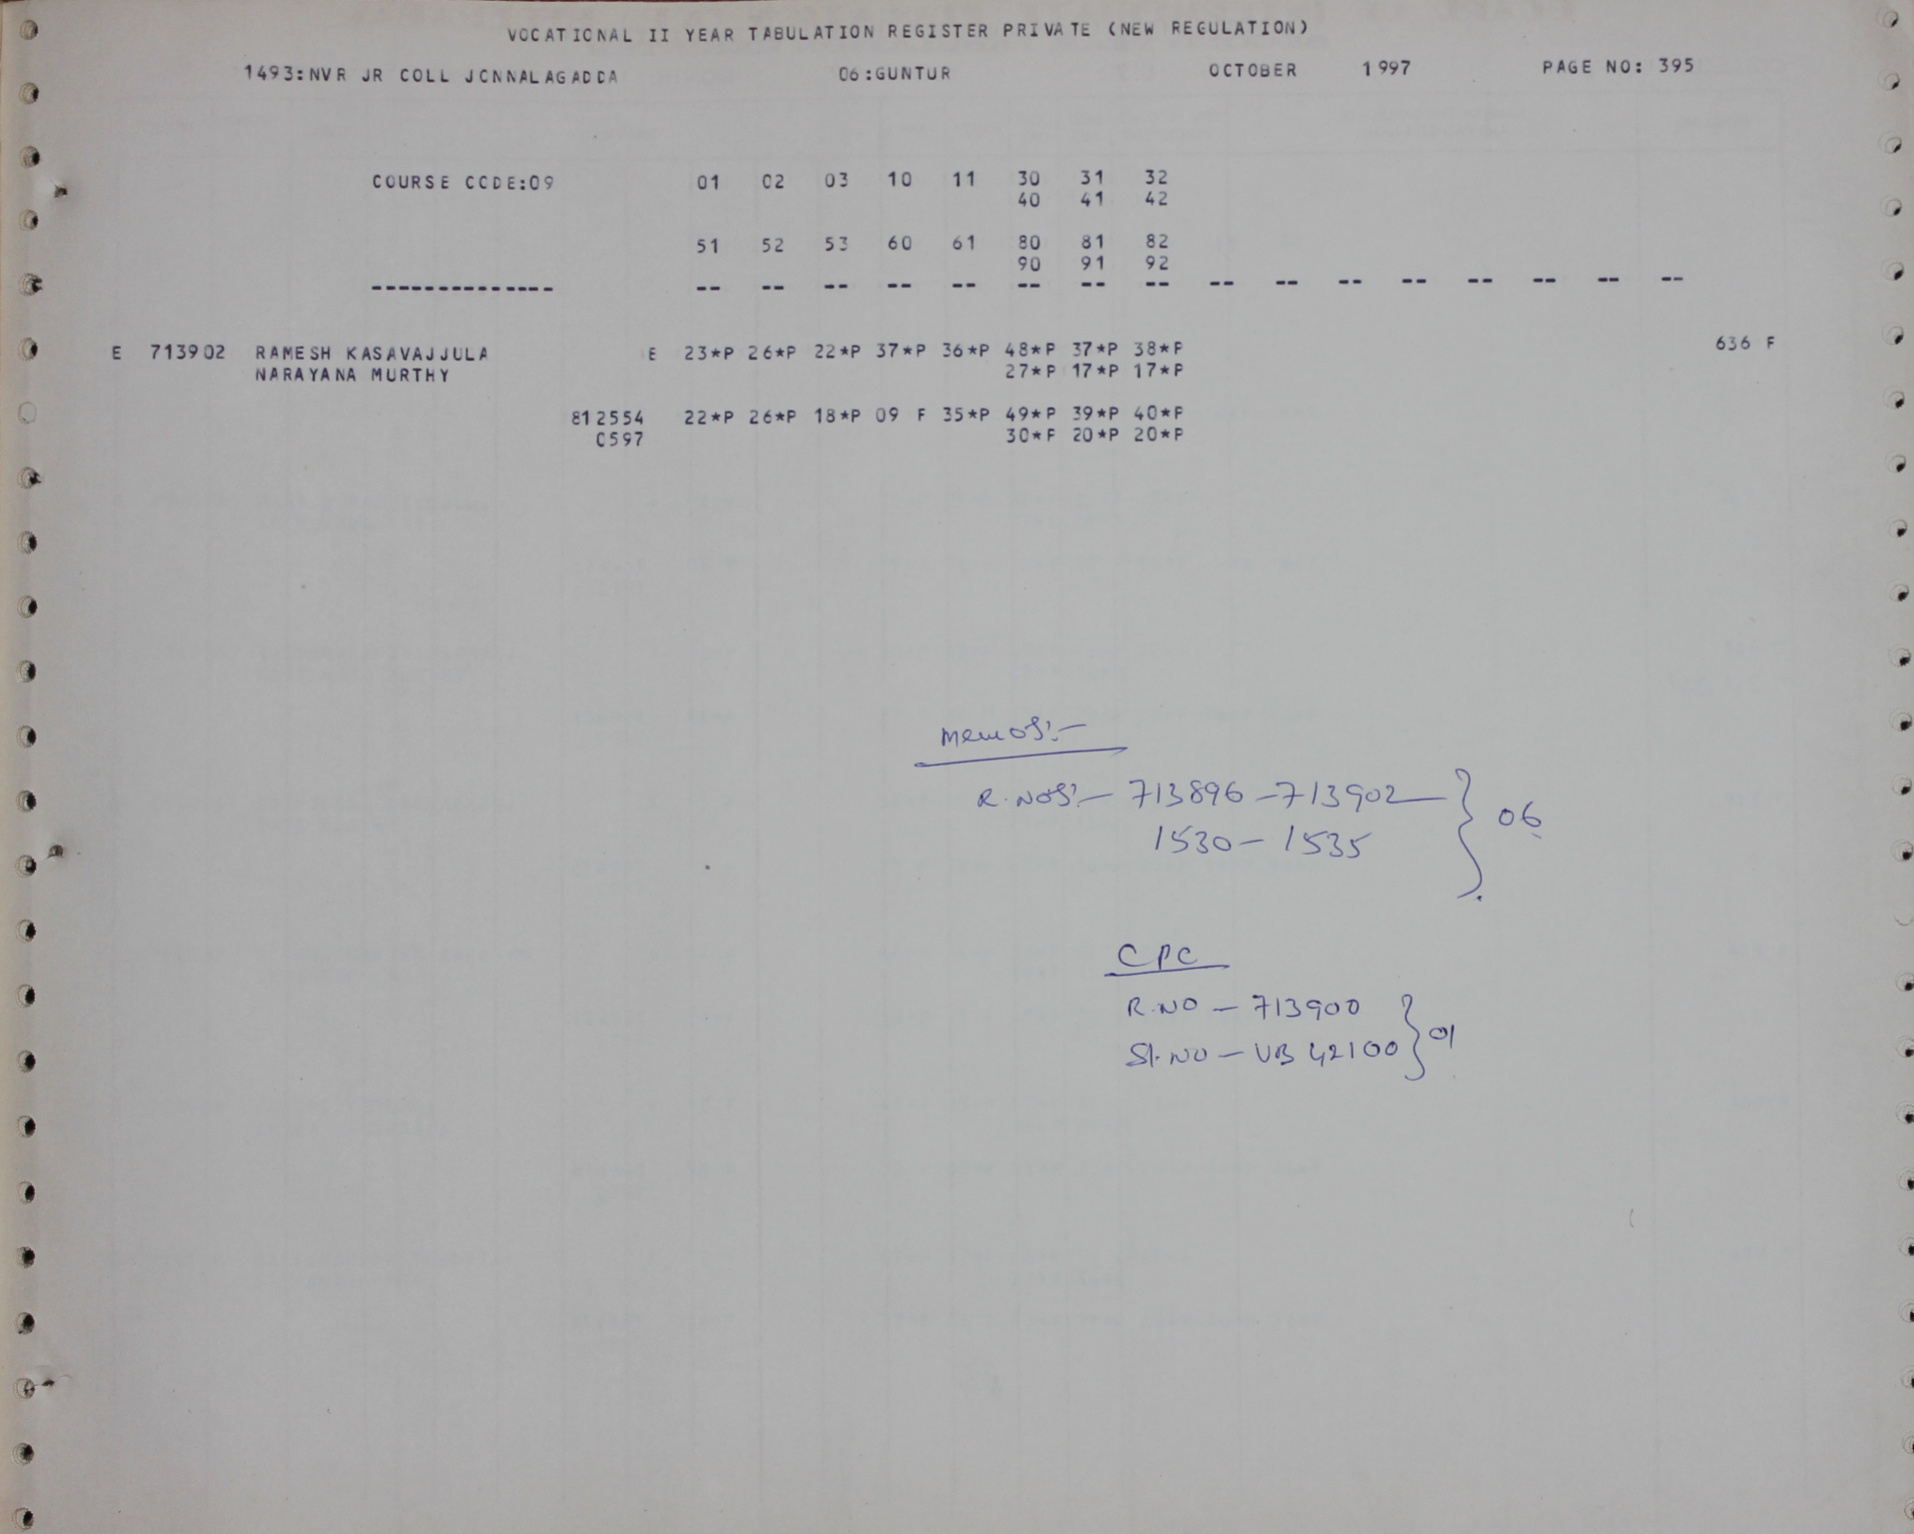 VOCATIONAL II YEAR TABULATION REGISTER PRIVATE (NEW REGULATION)
1493:NVR JR COLL JONNALAGADDA 06:GUNTUR OCTOBER 1997 PAGE NO: 395
COURSE CODE:09 01 02 03 10 11 30 31 32
40 41 42
51 52 53 60 61 80 81 82
90 91 92
-------------- -- -- -- -- -- -- -- -- -- -- -- -- -- -- -- --
E 713902 RAMESH KASAVAJJULA E 23*P 26*P 22*P 37*P 36*P 48*P 37*P 38*P 636 F
NARAYANA MURTHY 27*P 17*P 17*P
812554 22*P 26*P 18*P 09 F 35*P 49*P 39*P 40*P
0597 30*P 20*P 20*P
Memos:-
R.Nos:- 713896-713902 } 06
1530-1535
CPC
R.NO - 713900 } 01
Sl.NO - VB 42100